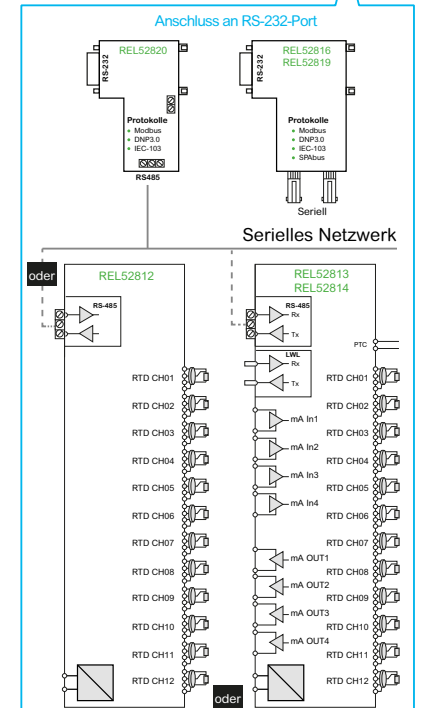 Anschluss an RS-232-Port
REL52820
RS-232
Protokolle
• Modbus
• DNP3.0
• IEC-103
RS485
REL52816
REL52819
RS-232
Protokolle
• Modbus
• DNP3.0
• IEC-103
• SPAbus
Seriell
Serielles Netzwerk
oder
REL52812
RS-485
RTD CH01
RTD CH02
RTD CH03
RTD CH04
RTD CH05
RTD CH06
RTD CH07
RTD CH08
RTD CH09
RTD CH10
RTD CH11
RTD CH12
oder
REL52813
REL52814
RS-485
Rx
Tx
LWL
Rx
Tx
mA In1
mA In2
mA In3
mA In4
mA OUT1
mA OUT2
mA OUT3
mA OUT4
PTC
RTD CH01
RTD CH02
RTD CH03
RTD CH04
RTD CH05
RTD CH06
RTD CH07
RTD CH08
RTD CH09
RTD CH10
RTD CH11
RTD CH12